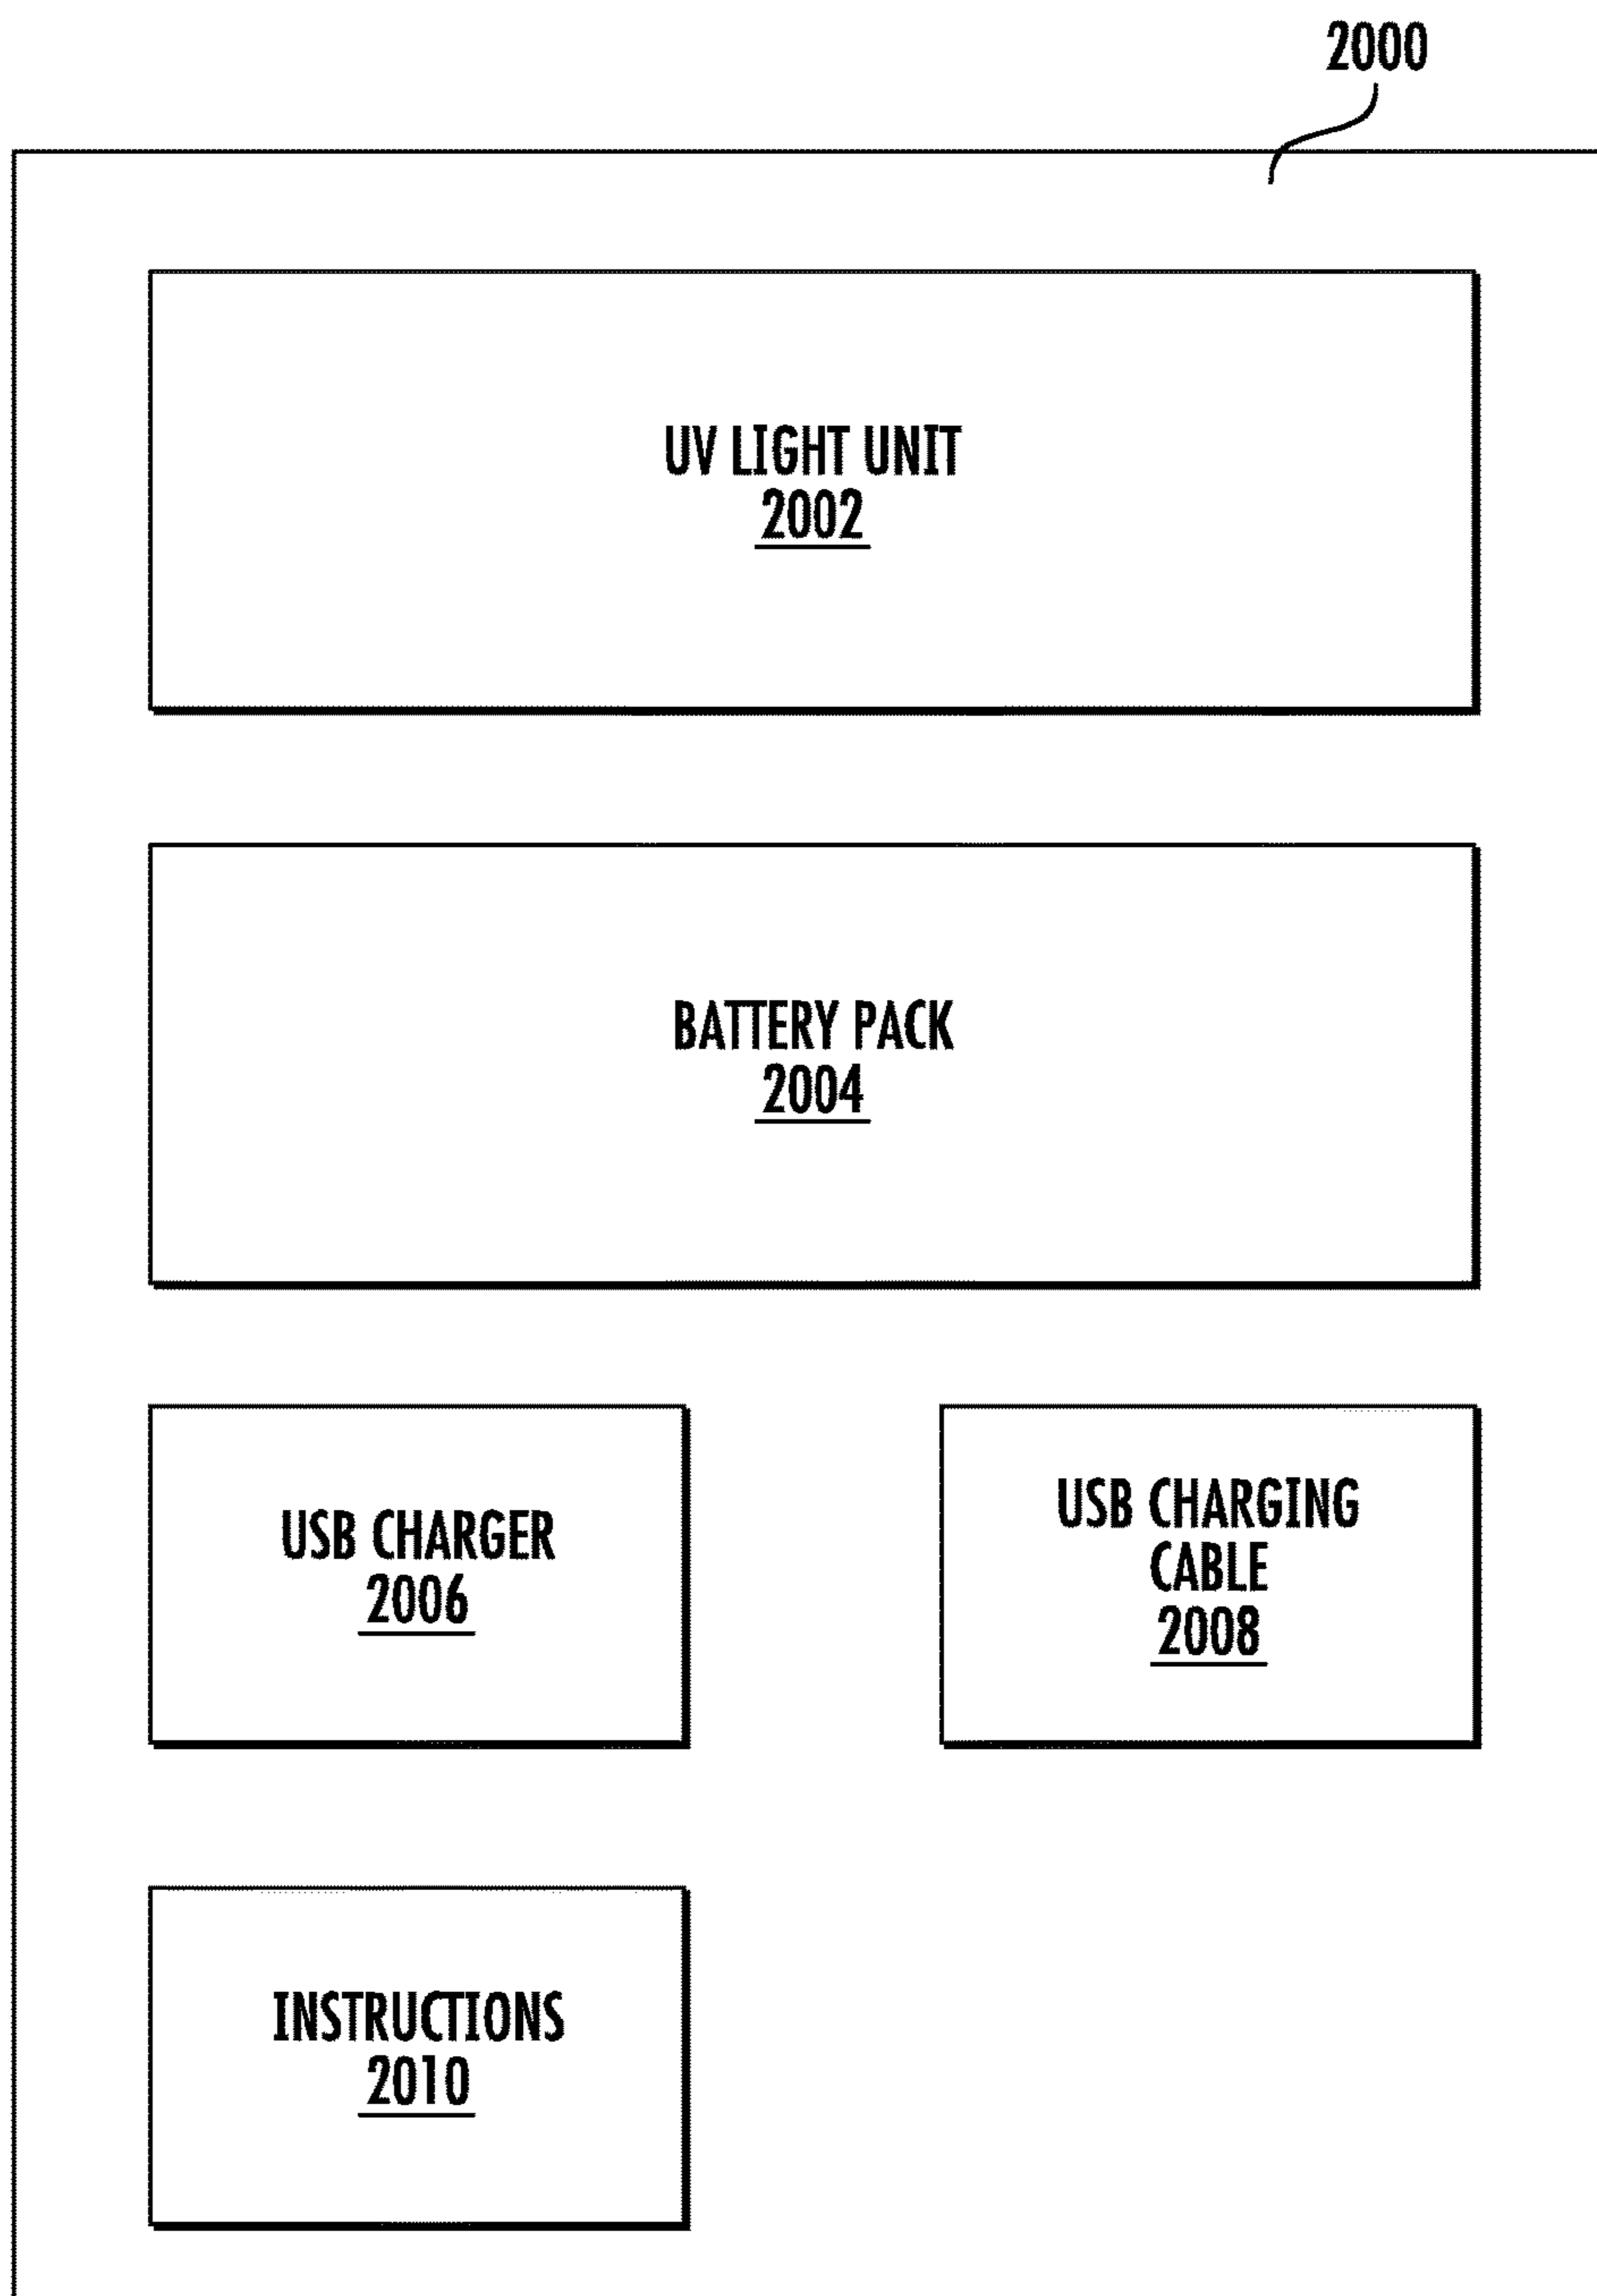 2000
UV LIGHT UNIT
2002
BATTERY PACK
2004
USB CHARGER
2006
USB CHARGING
CABLE
2008
INSTRUCTIONS
2010